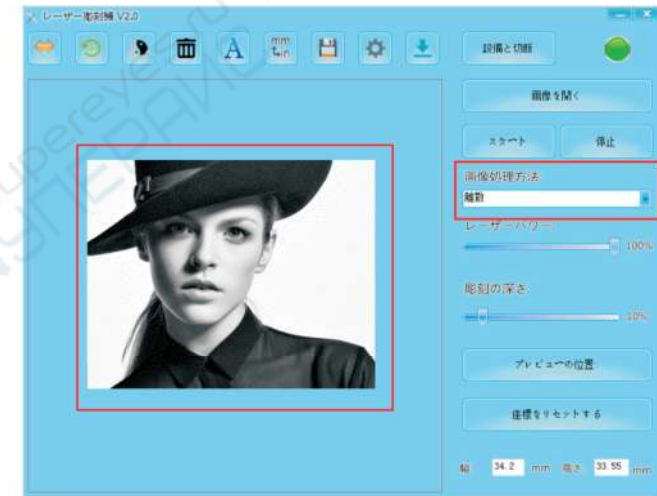 レーザー彫刻機 V2.0
A
mm
in
設備と切断
画像を開く
スタート 停止
画像処理方法:
離散
レーザーパワー:
100%
彫刻の深さ:
10%
プレビューの位置
座標をリセットする
幅 34.2 mm 高さ 33.55 mm